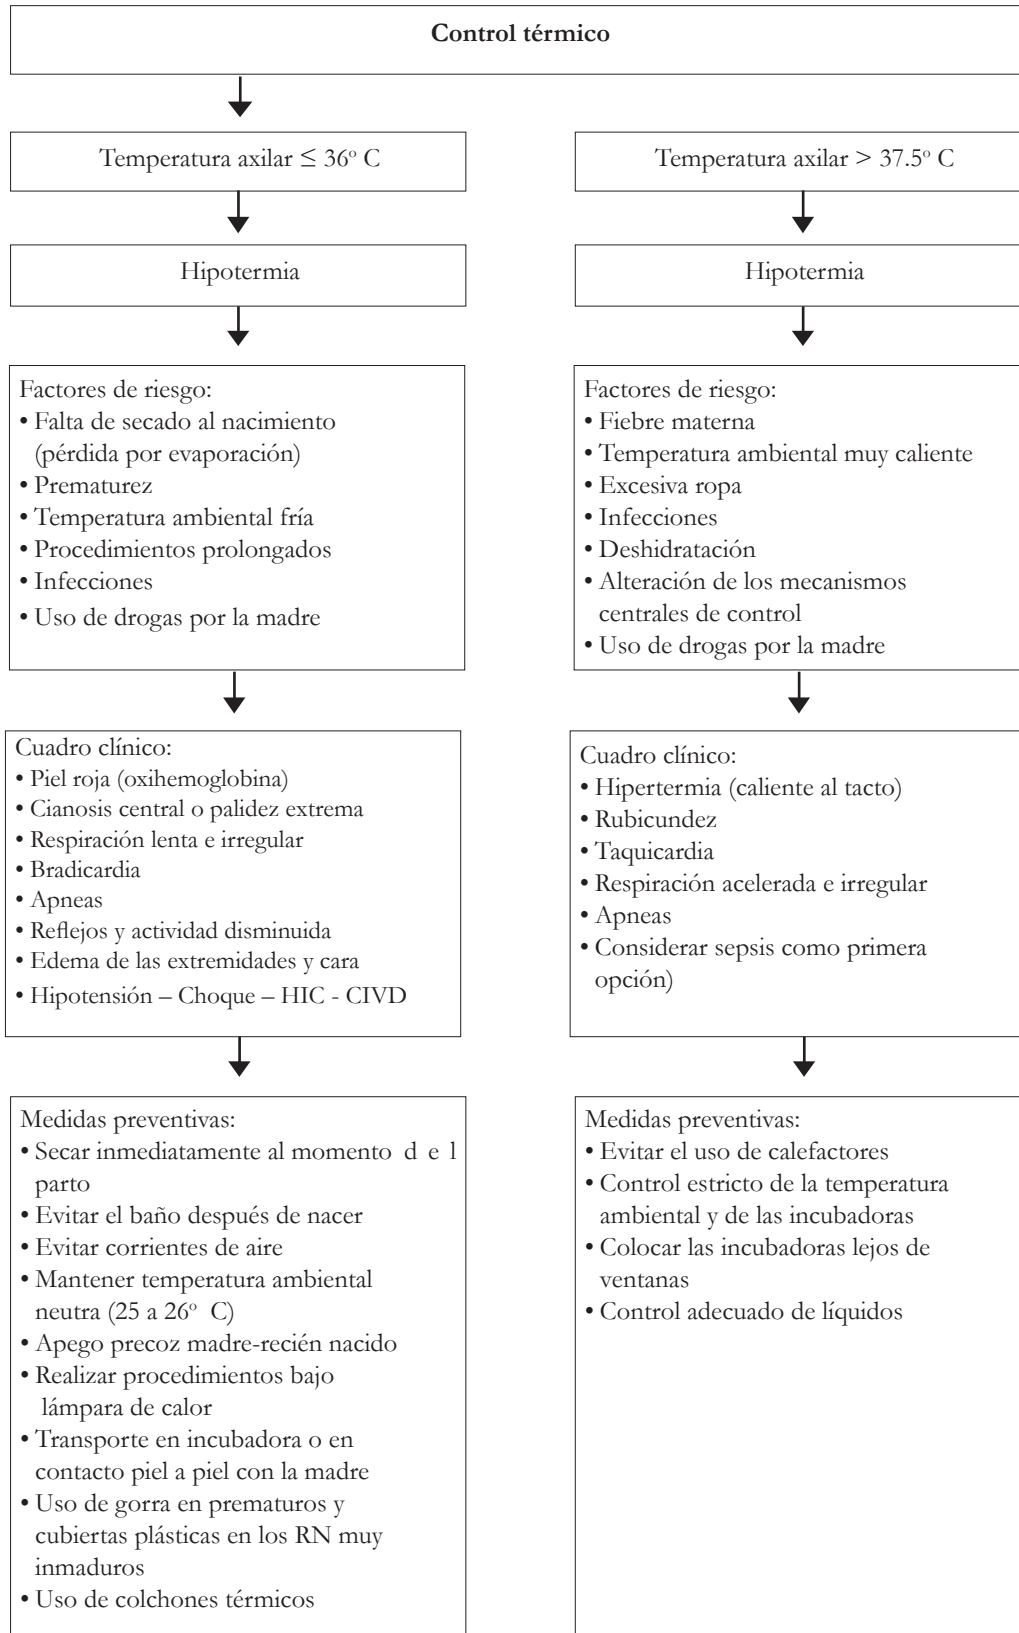 Control térmico
Temperatura axilar ≤ 36º C
Hipotermia
Factores de riesgo:
• Falta de secado al nacimiento
(pérdida por evaporación)
• Prematurez
• Temperatura ambiental fría
• Procedimientos prolongados
• Infecciones
• Uso de drogas por la madre
Cuadro clínico:
• Piel roja (oxihemoglobina)
• Cianosis central o palidez extrema
• Respiración lenta e irregular
• Bradicardia
• Apneas
• Reflejos y actividad disminuida
• Edema de las extremidades y cara
• Hipotensión – Choque – HIC - CIVD
Medidas preventivas:
• Secar inmediatamente al momento d e l
parto
• Evitar el baño después de nacer
• Evitar corrientes de aire
• Mantener temperatura ambiental
neutra (25 a 26º C)
• Apego precoz madre-recién nacido
• Realizar procedimientos bajo
lámpara de calor
• Transporte en incubadora o en
contacto piel a piel con la madre
• Uso de gorra en prematuros y
cubiertas plásticas en los RN muy
inmaduros
• Uso de colchones térmicos
Temperatura axilar > 37.5º C
Hipotermia
Factores de riesgo:
• Fiebre materna
• Temperatura ambiental muy caliente
• Excesiva ropa
• Infecciones
• Deshidratación
• Alteración de los mecanismos
centrales de control
• Uso de drogas por la madre
Cuadro clínico:
• Hipertermia (caliente al tacto)
• Rubicundez
• Taquicardia
• Respiración acelerada e irregular
• Apneas
• Considerar sepsis como primera
opción)
Medidas preventivas:
• Evitar el uso de calefactores
• Control estricto de la temperatura
ambiental y de las incubadoras
• Colocar las incubadoras lejos de
ventanas
• Control adecuado de líquidos